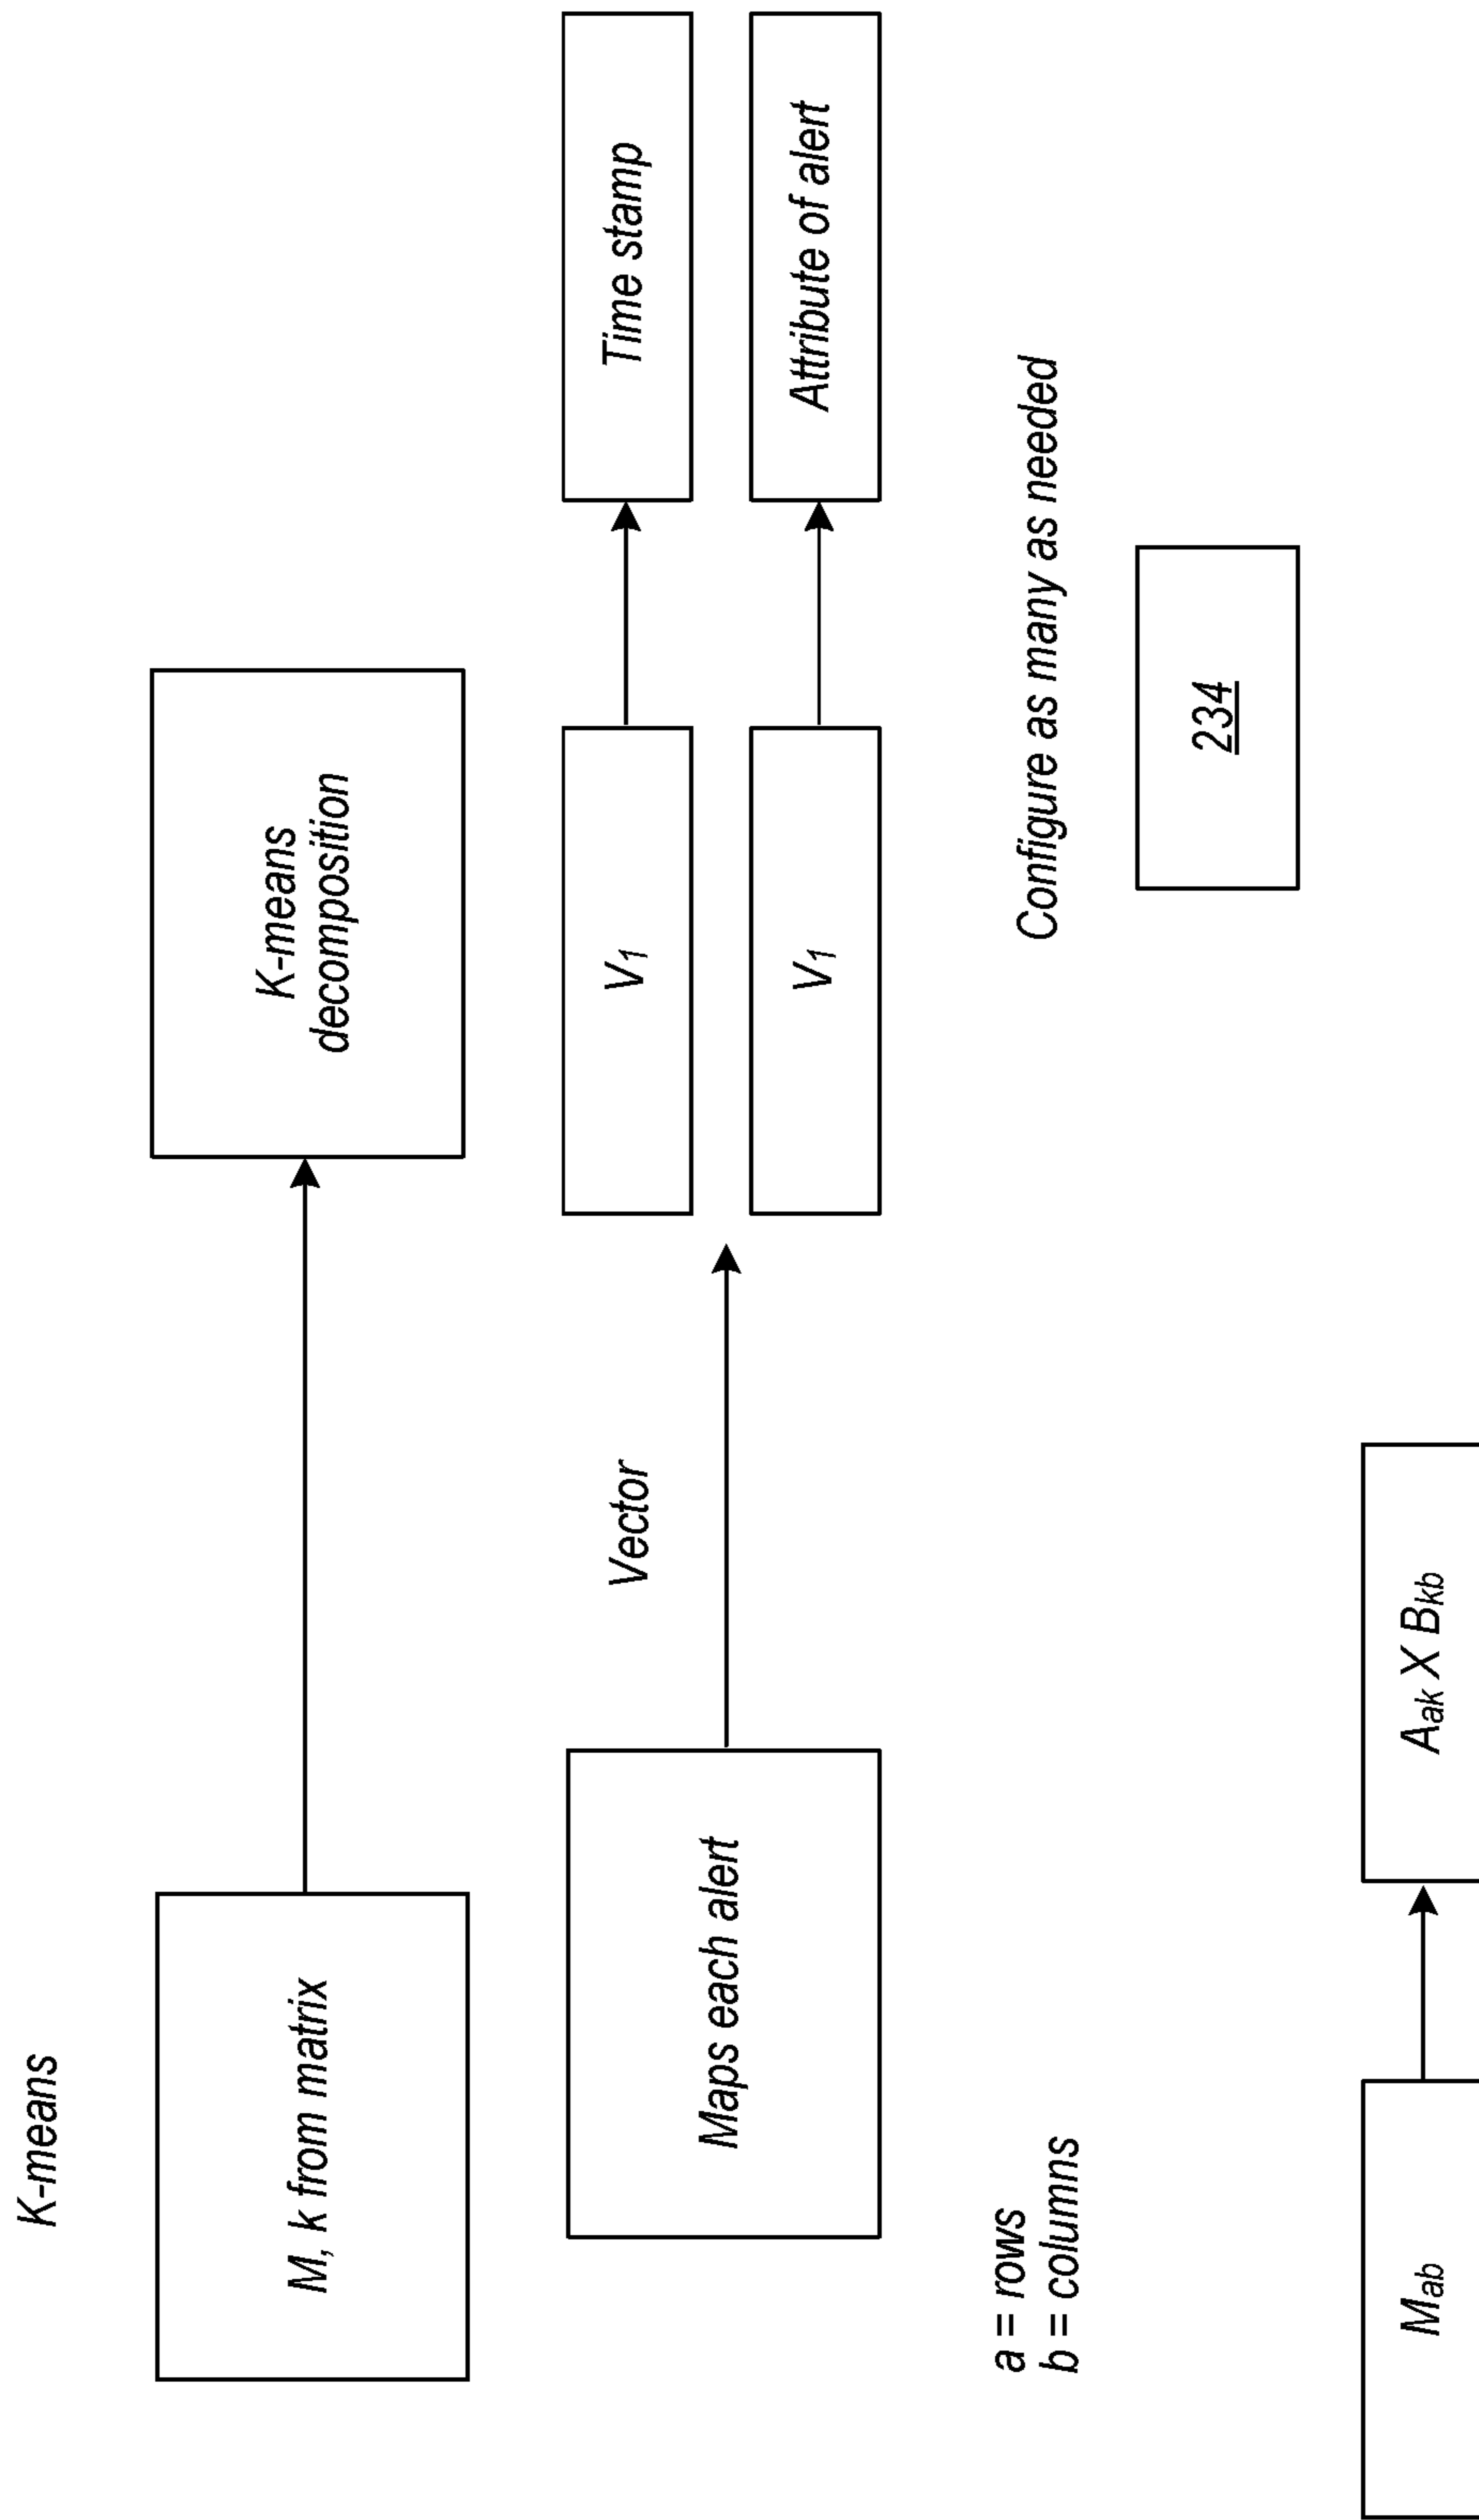 K-means
M, k from matrix
K-means
decomposition
Maps each alert
Vector
V1
Time stamp
V1
Attribute of alert
a = rows
b = columns
Configure as many as needed
234
Mab
Aak X Bkb